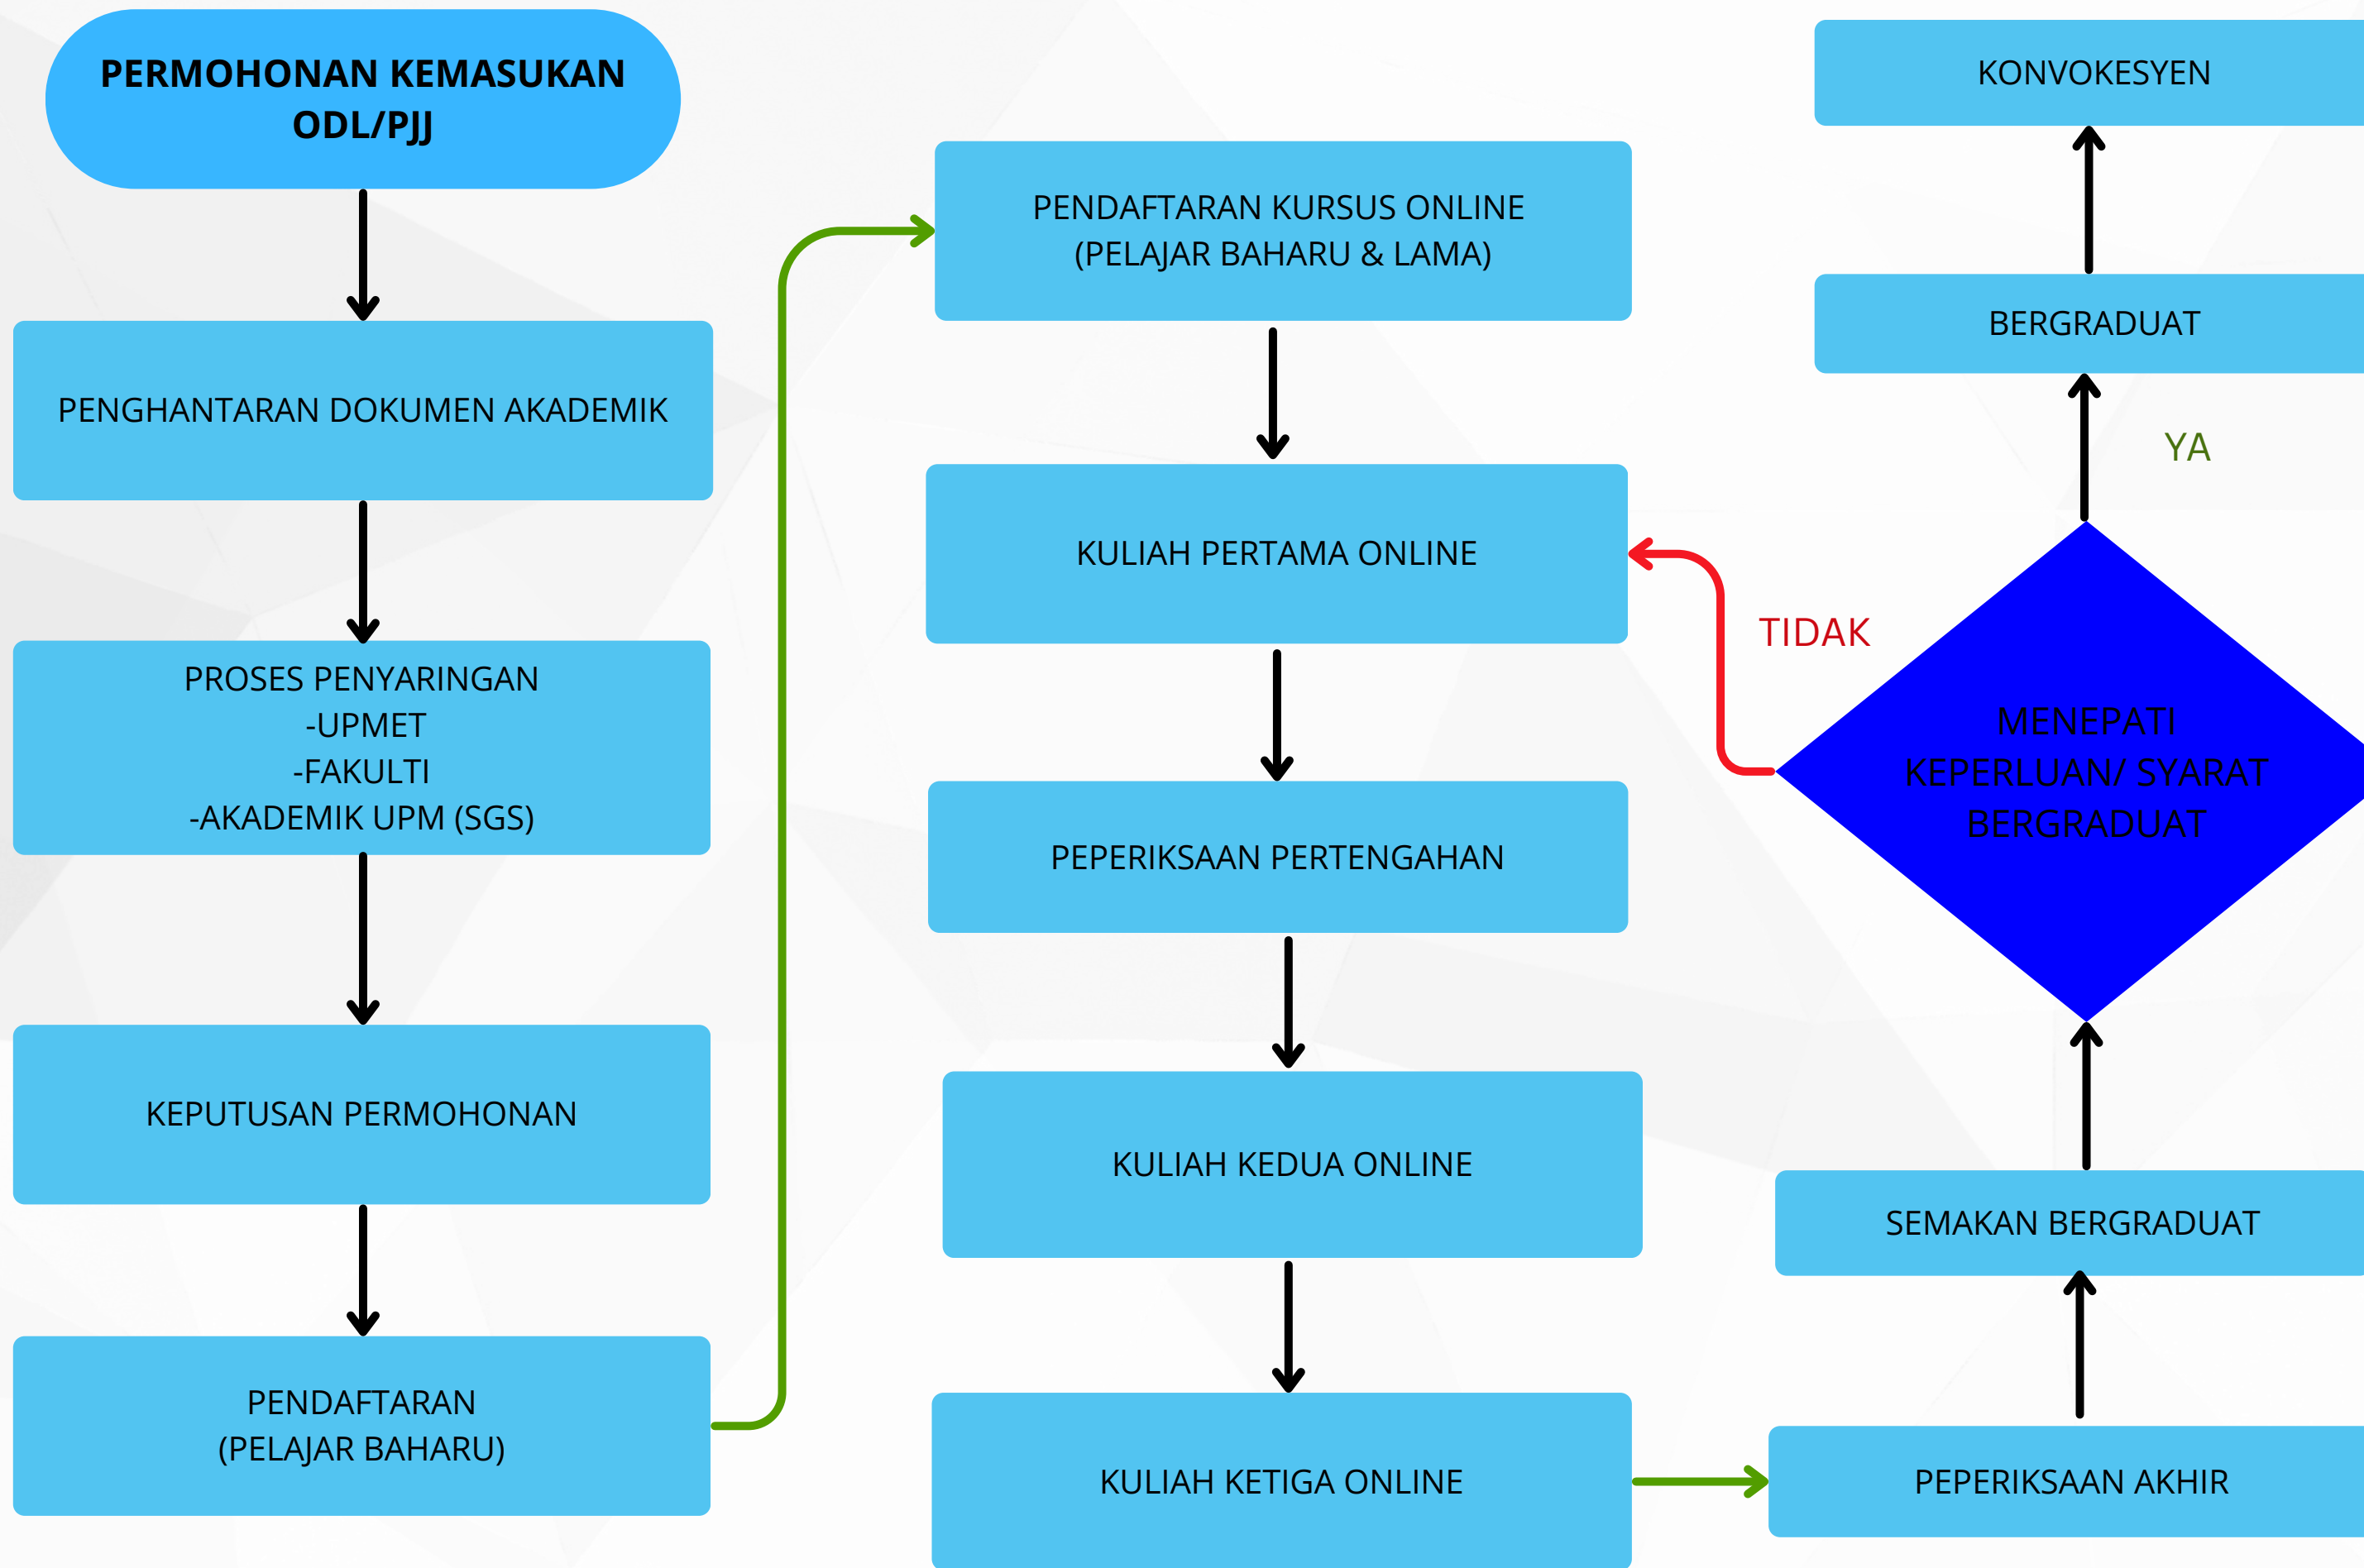 PERMOHONAN KEMASUKAN
ODL/PJJ
PENGHANTARAN DOKUMEN AKADEMIK
PROSES PENYARINGAN
-UPMET
-FAKULTI
-AKADEMIK UPM (SGS)
KEPUTUSAN PERMOHONAN
PENDAFTARAN
(PELAJAR BAHARU)
PENDAFTARAN KURSUS ONLINE
(PELAJAR BAHARU & LAMA)
KULIAH PERTAMA ONLINE
PEPERIKSAAN PERTENGAHAN
KULIAH KEDUA ONLINE
KULIAH KETIGA ONLINE
PEPERIKSAAN AKHIR
SEMAKAN BERGRADUAT
MENEPATI
KEPERLUAN/ SYARAT
BERGRADUAT
TIDAK
YA
BERGRADUAT
KONVOKESYEN